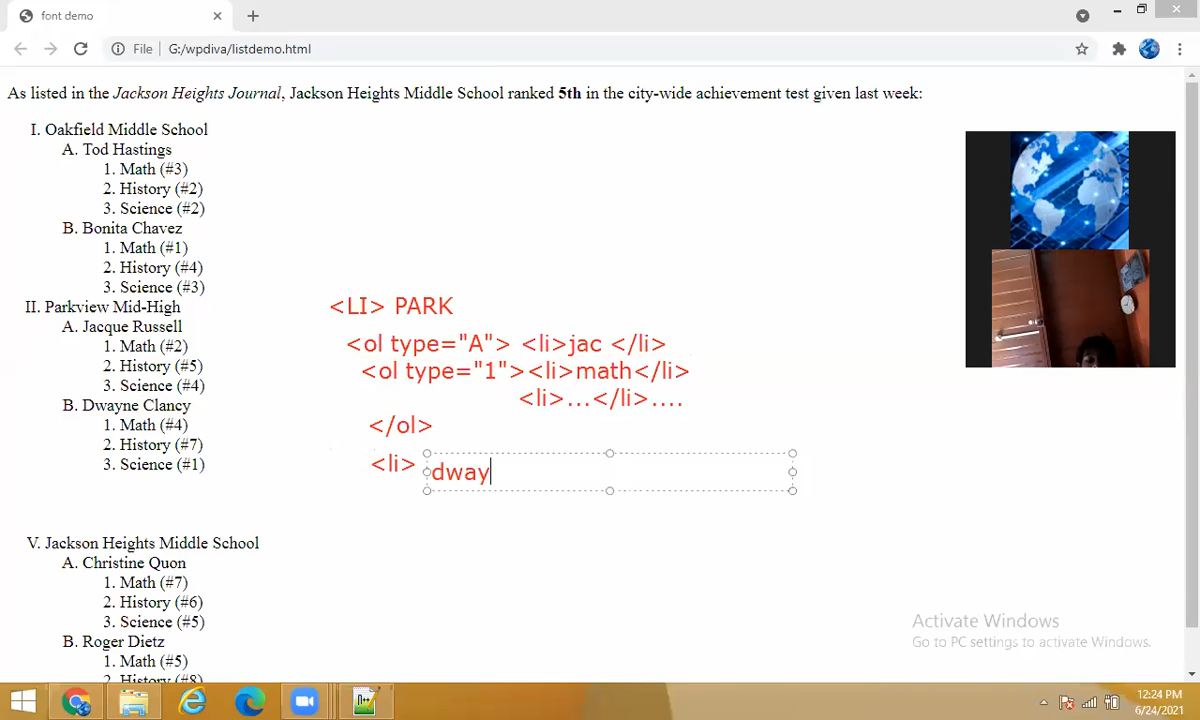 font demo
File
G:/wpdiva/listdemo.html
As listed in the Jackson Heights Journal, Jackson Heights Middle School ranked 5th in the city-wide achievement test given last week:
I. Oakfield Middle School
A. Tod Hastings
1. Math (#3)
2. History (#2)
3. Science (#2)
B. Bonita Chavez
1. Math (#1)
2. History (#4)
3. Science (#3)
II. Parkview Mid-High
A. Jacque Russell
1. Math (#2)
2. History (#5)
3. Science (#4)
B. Dwayne Clancy
1. Math (#4)
2. History (#7)
3. Science (#1)
<LI> PARK
<ol type="A"> <li>jac </li>
<ol type="1"><li>math</li>
<li>...</li>....
</ol>
<li> dway
V. Jackson Heights Middle School
A. Christine Quon
1. Math (#7)
2. History (#6)
3. Science (#5)
B. Roger Dietz
1. Math (#5)
2. History (#8)
Activate Windows
Go to PC settings to activate Windows.
12:24 PM
6/24/2021